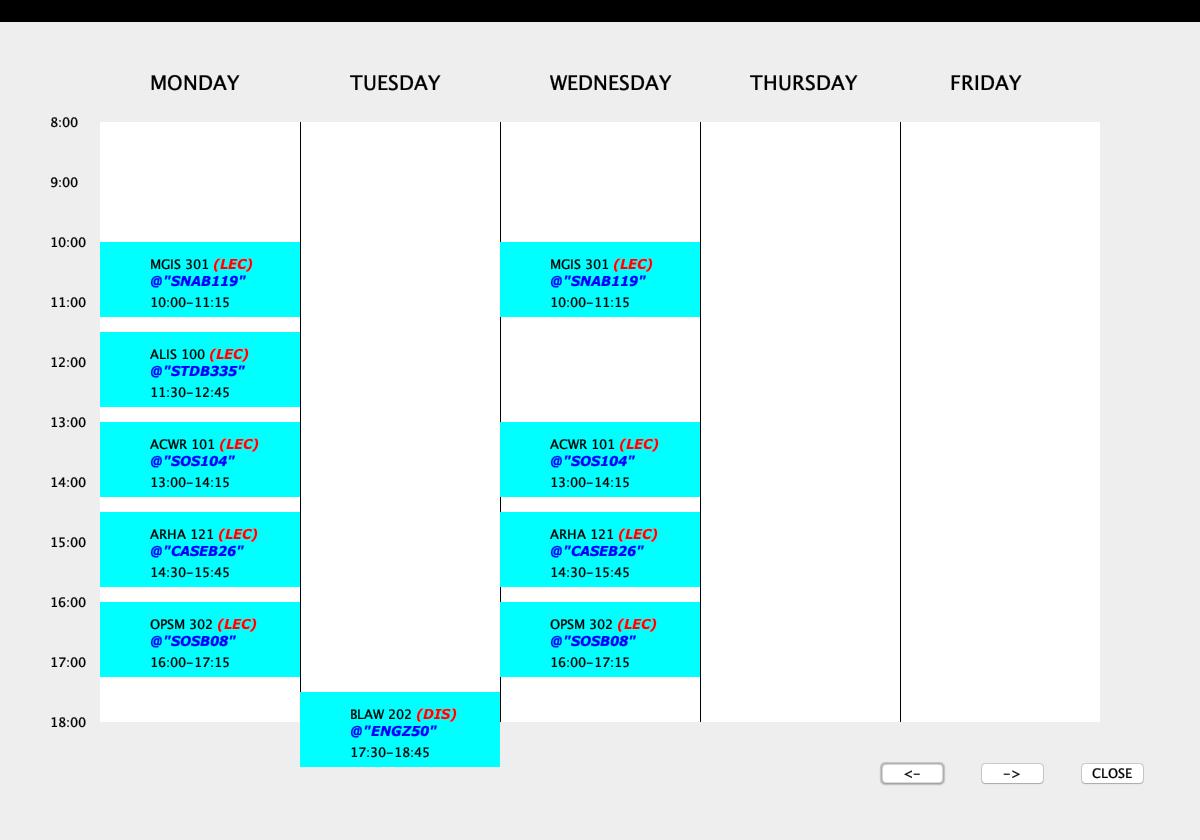 MONDAY TUESDAY WEDNESDAY THURSDAY FRIDAY
8:00
9:00
10:00
MGIS 301 (LEC) MGIS 301 (LEC)
@"SNAB119" @"SNAB119"
11:00 10:00-11:15 10:00-11:15
ALIS 100 (LEC)
12:00 @"STDB335"
11:30-12:45
13:00
ACWR 101 (LEC) ACWR 101 (LEC)
@"SOS104" @"SOS104"
14:00 13:00-14:15 13:00-14:15
ARHA 121 (LEC) ARHA 121 (LEC)
15:00 @"CASEB26" @"CASEB26"
14:30-15:45 14:30-15:45
16:00
OPSM 302 (LEC) OPSM 302 (LEC)
@"SOSB08" @"SOSB08"
17:00 16:00-17:15 16:00-17:15
18:00 BLAW 202 (DIS)
@"ENGZ50"
17:30-18:45
<- -> CLOSE